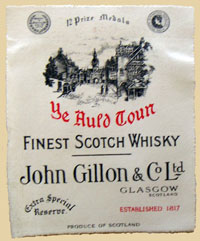 12 Prize Medals
Ye Auld Toun
FINEST SCOTCH WHISKY
John Gillon & Co Ltd
GLASGOW
SCOTLAND
Extra Special
Reserve.
ESTABLISHED 1817
PRODUCE OF SCOTLAND